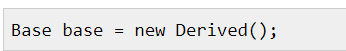 Base base = new Derived();